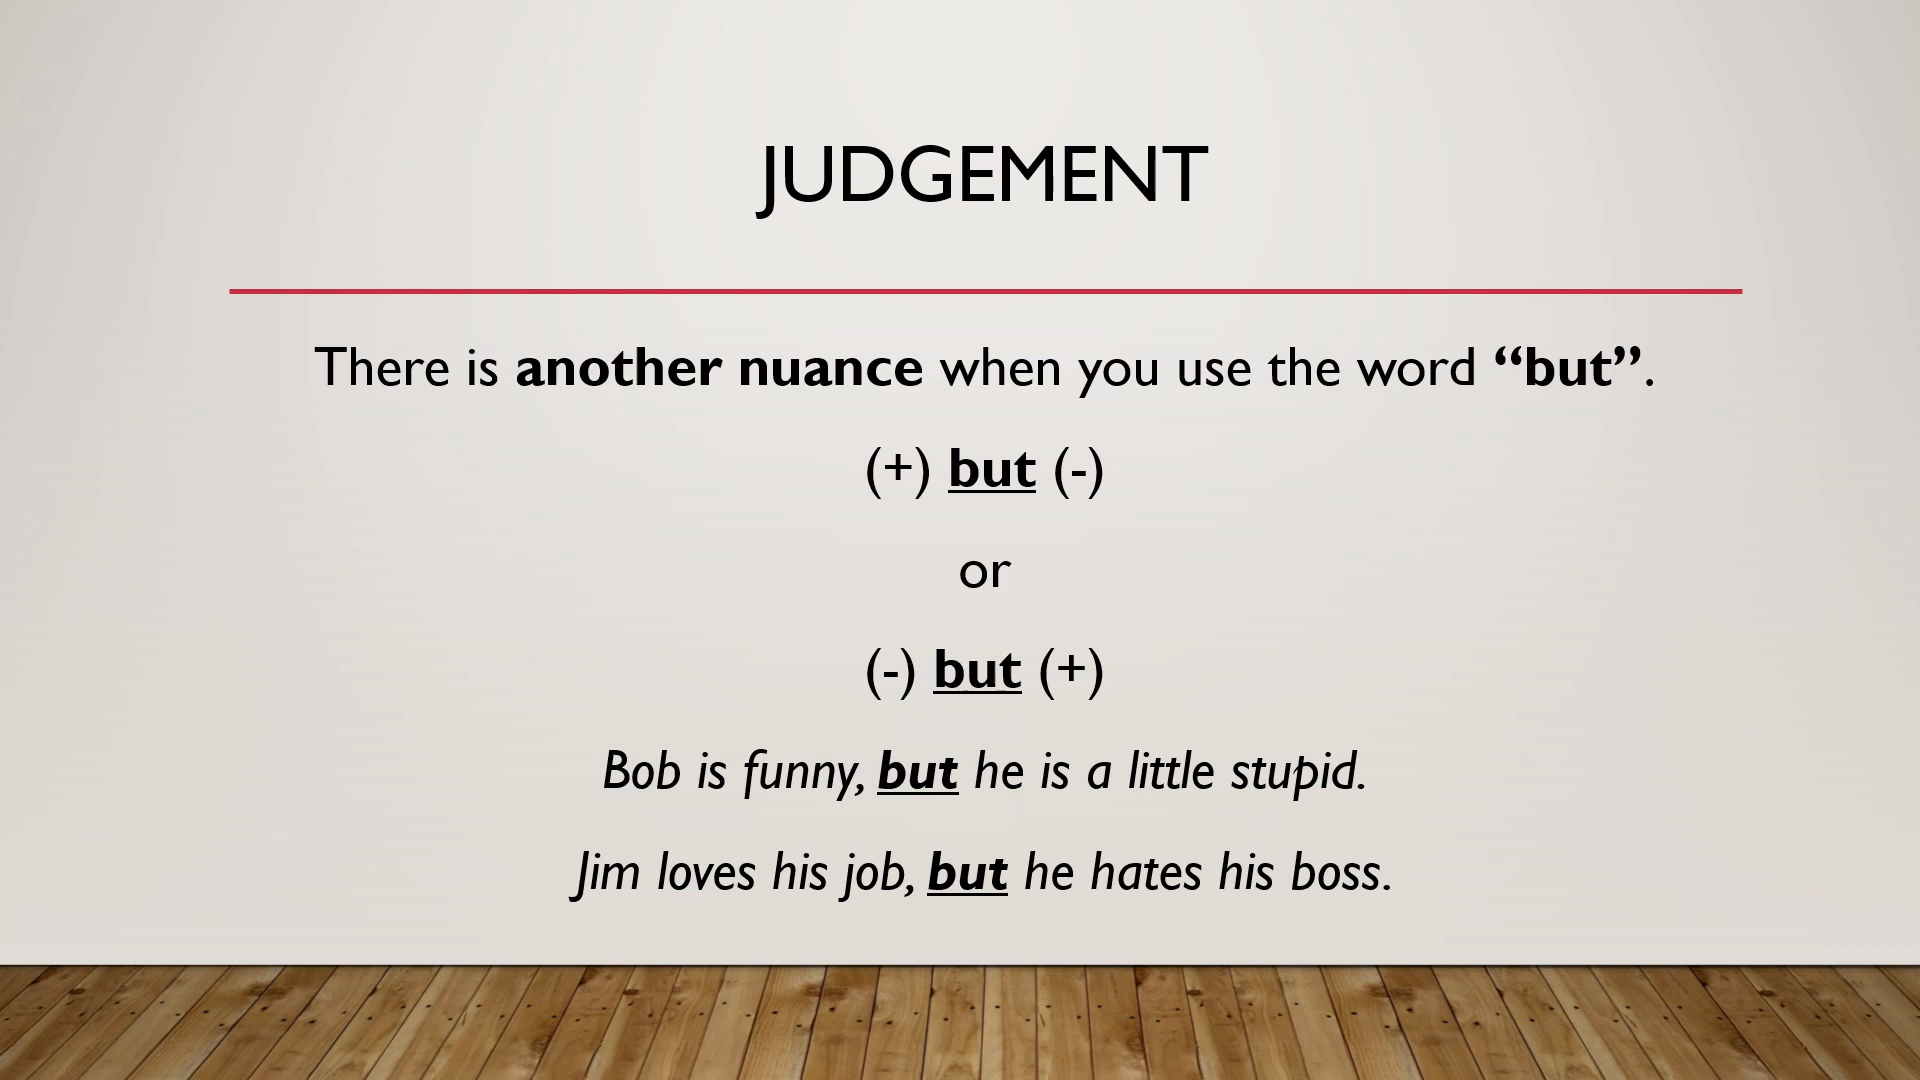 JUDGEMENT
There is another nuance when you use the word “but”.
(+) but (-)
or
(-) but (+)
Bob is funny, but he is a little stupid.
Jim loves his job, but he hates his boss.